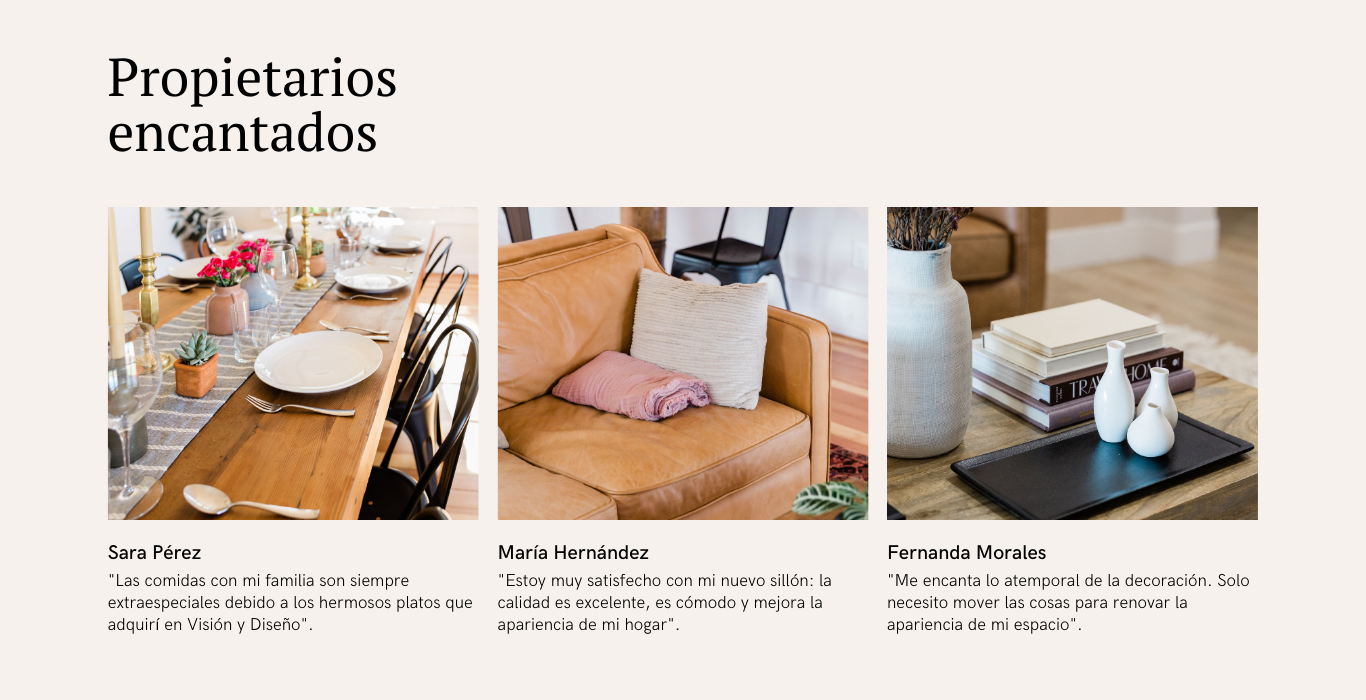 Propietarios
encantados
TRA
HOME
Sara Pérez
"Las comidas con mi familia son siempre
extraespeciales debido a los hermosos platos que
adquirí en Visión y Diseño".
María Hernández
"Estoy muy satisfecho con mi nuevo sillón: la
calidad es excelente, es cómodo y mejora la
apariencia de mi hogar".
Fernanda Morales
"Me encanta lo atemporal de la decoración. Solo
necesito mover las cosas para renovar la
apariencia de mi espacio".